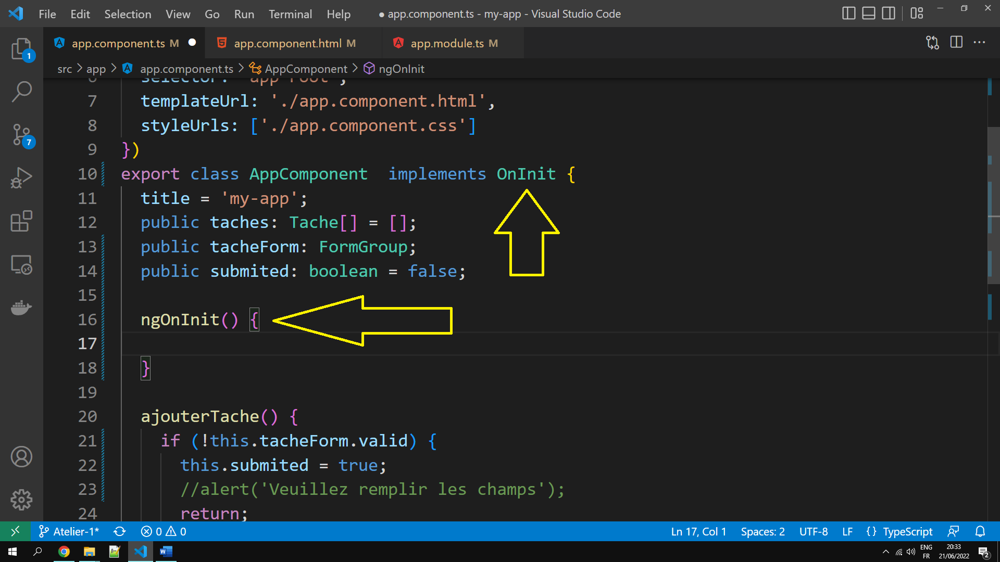 File Edit Selection View Go Run Terminal Help ● app.component.ts - my-app - Visual Studio Code
app.component.ts M ● app.component.html M app.module.ts M
src > app > app.component.ts > AppComponent > ngOnInit
6 selector: 'app-root',
7 templateUrl: './app.component.html',
8 styleUrls: ['./app.component.css']
9 })
10 export class AppComponent  implements OnInit {
11 title = 'my-app';
12 public taches: Tache[] = [];
13 public tacheForm: FormGroup;
14 public submited: boolean = false;
15
16 ngOnInit() {
17
18 }
19
20 ajouterTache() {
21 if (!this.tacheForm.valid) {
22 this.submited = true;
23 //alert('Veuillez remplir les champs');
24 return;
1
7
Atelier-1* 0 0 Ln 17, Col 1 Spaces: 2 UTF-8 LF {} TypeScript
ENG 20:33
FR 21/06/2022 2